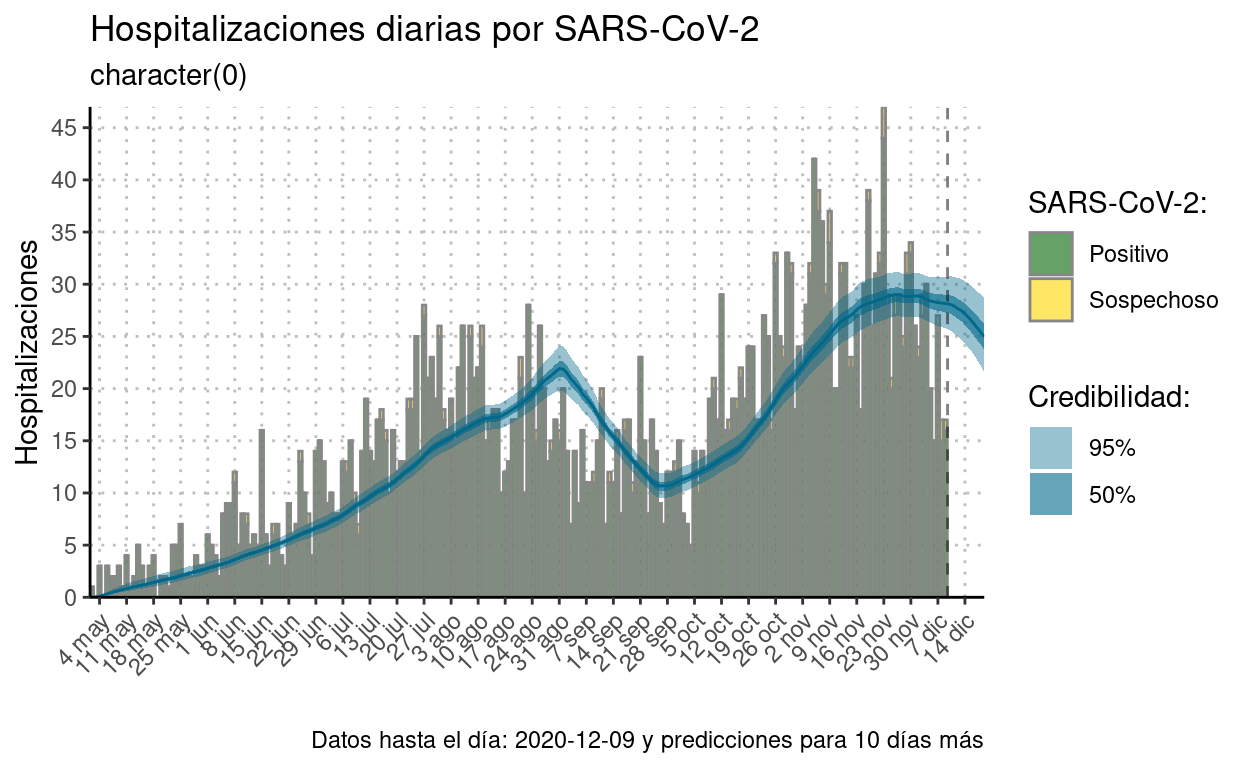 Hospitalizaciones diarias por SARS-CoV-2
character(0)
Hospitalizaciones
45
40
35
30
25
20
15
10
5
0
4 may
11 may
18 may
25 may
1 jun
8 jun
15 jun
22 jun
29 jun
6 jul
13 jul
20 jul
27 jul
3 ago
10 ago
17 ago
24 ago
31 ago
7 sep
14 sep
21 sep
28 sep
5 oct
12 oct
19 oct
26 oct
2 nov
9 nov
16 nov
23 nov
30 nov
7 dic
14 dic
SARS-CoV-2:
Positivo
Sospechoso
Credibilidad:
95%
50%
Datos hasta el día: 2020-12-09 y predicciones para 10 días más